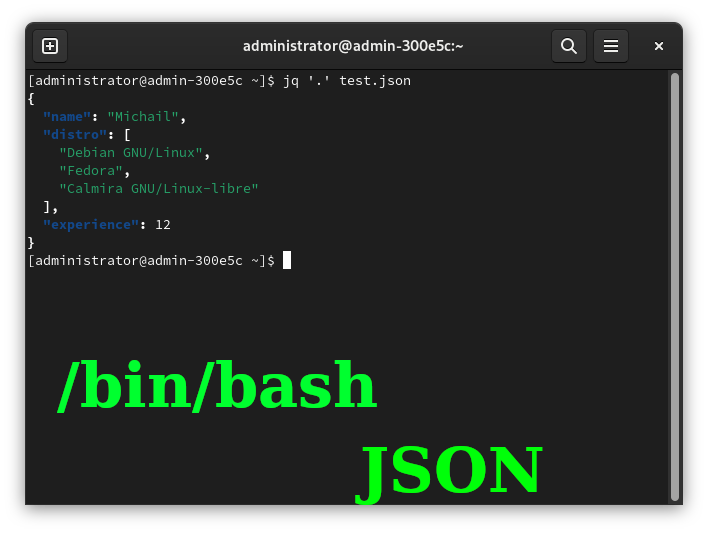 administrator@admin-300e5c:~
[administrator@admin-300e5c ~]$ jq '.' test.json
{
  "name": "Michail",
  "distro": [
    "Debian GNU/Linux",
    "Fedora",
    "Calmira GNU/Linux-libre"
  ],
  "experience": 12
}
[administrator@admin-300e5c ~]$
/bin/bash
JSON